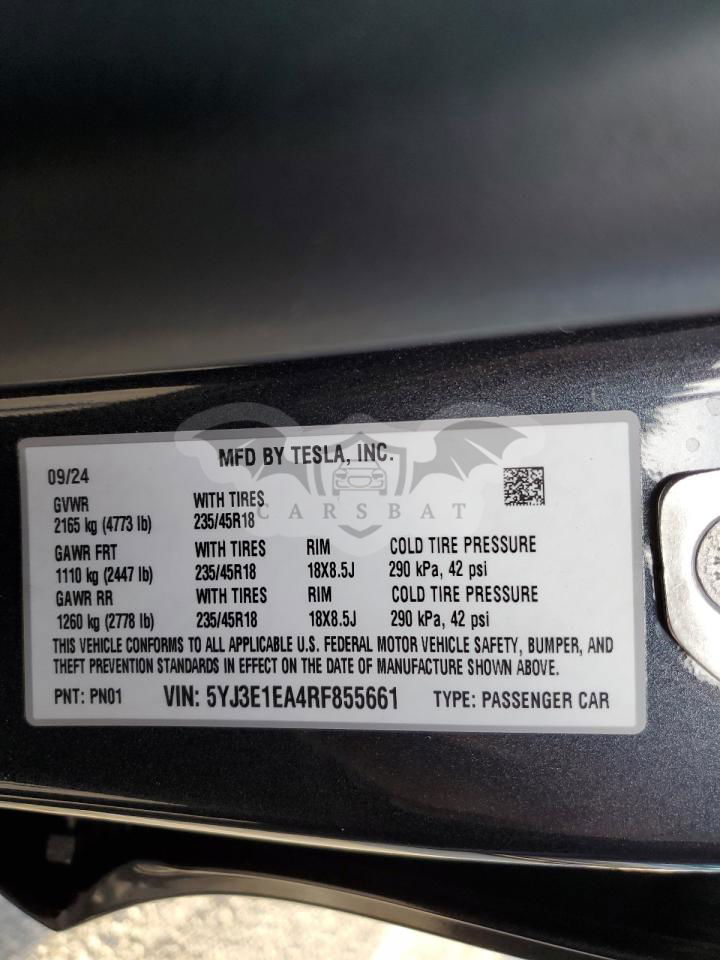 MFD BY TESLA, INC.
09/24
GVWR WITH TIRES
2165 kg (4773 lb) 235/45R18
CARSBAT
GAWR FRT WITH TIRES RIM COLD TIRE PRESSURE
1110 kg (2447 lb) 235/45R18 18X8.5J 290 kPa, 42 psi
GAWR RR WITH TIRES RIM COLD TIRE PRESSURE
1260 kg (2778 lb) 235/45R18 18X8.5J 290 kPa, 42 psi
THIS VEHICLE CONFORMS TO ALL APPLICABLE U.S. FEDERAL MOTOR VEHICLE SAFETY, BUMPER, AND
THEFT PREVENTION STANDARDS IN EFFECT ON THE DATE OF MANUFACTURE SHOWN ABOVE.
PNT: PN01 VIN: 5YJ3E1EA4RF855661 TYPE: PASSENGER CAR